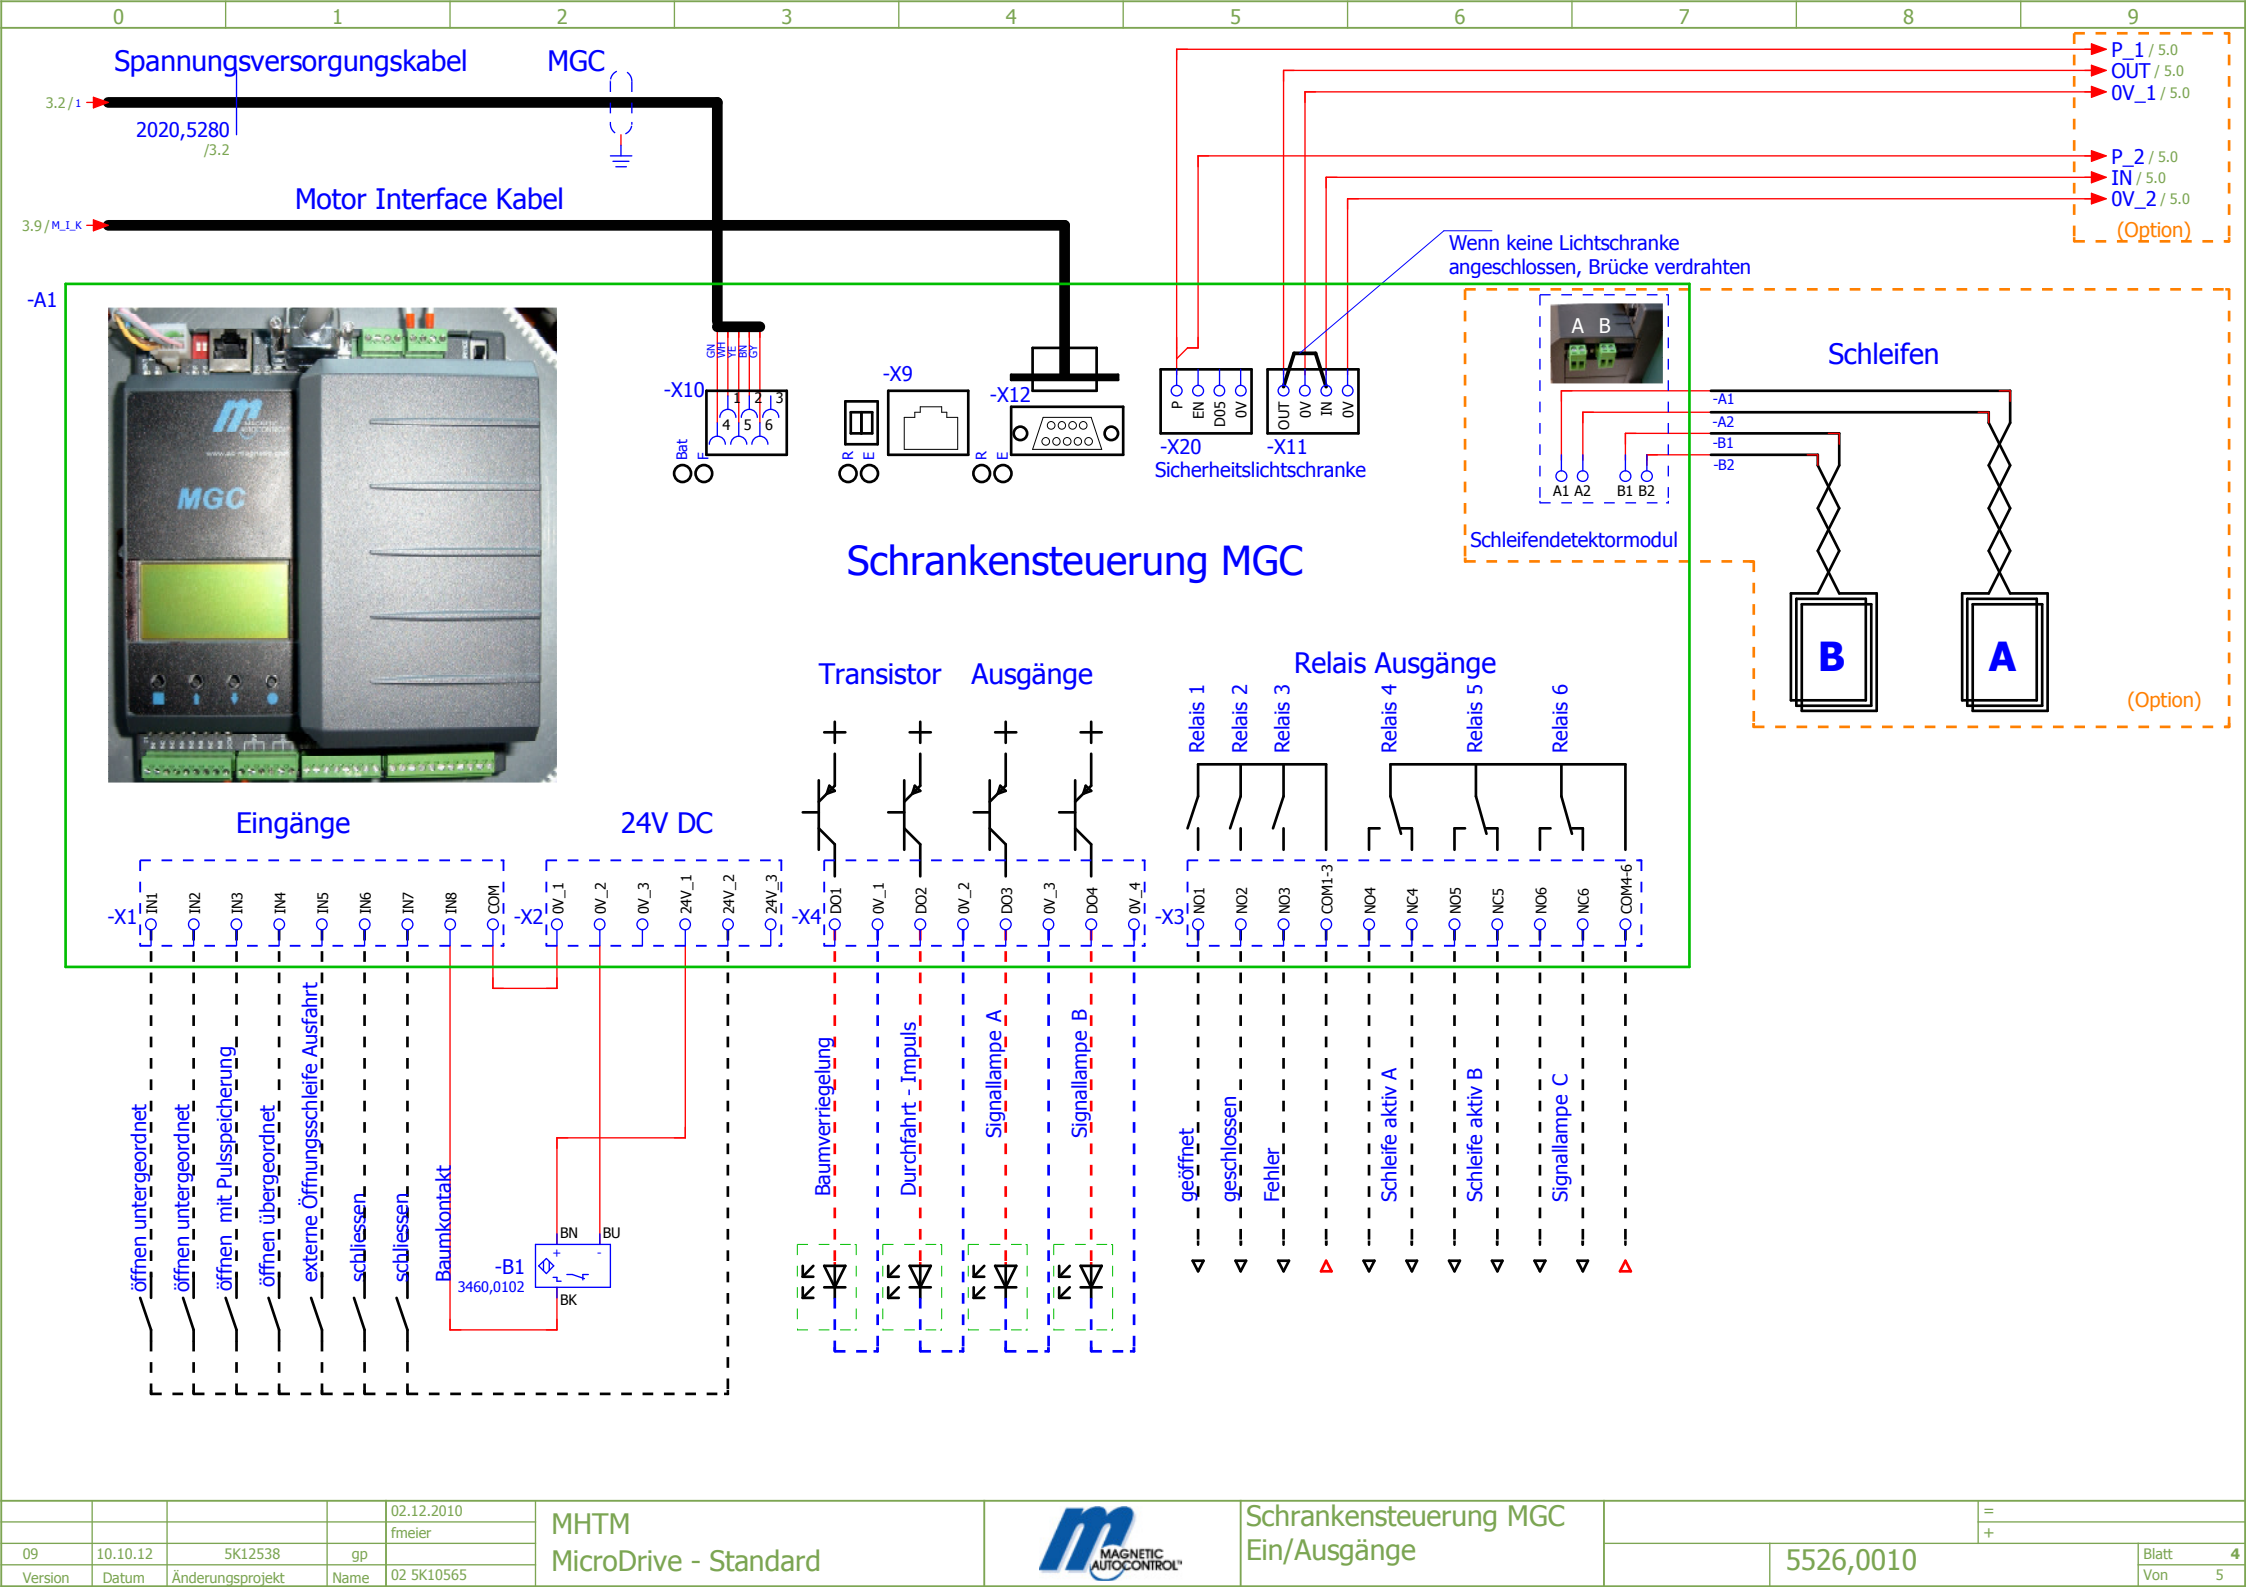 0 1 2 3 4 5 6 7 8 9
Spannungsversorgungskabel MGC
3.2/1
2020,5280
/3.2
Motor Interface Kabel
3.9/M_I_K
P_1 / 5.0
OUT / 5.0
0V_1 / 5.0
P_2 / 5.0
IN / 5.0
0V_2 / 5.0
(Option)
Wenn keine Lichtschranke
angeschlossen, Brücke verdrahten
-A1
MAGNETIC
AUTOCONTROL
MGC
GN WH YE BN GY
-X10
1 2 3
4 5 6
Bat F
-X9
R E
-X12
R E
P EN D05 0V
-X20
OUT 0V IN 0V
-X11
Sicherheitslichtschranke
A B
A1 A2 B1 B2
Schleifendetektormodul
Schleifen
-A1
-A2
-B1
-B2
B
A
(Option)
Schrankensteuerung MGC
Transistor Ausgänge
Relais Ausgänge
Relais 1
Relais 2
Relais 3
Relais 4
Relais 5
Relais 6
Eingänge
24V DC
-X1 IN1 IN2 IN3 IN4 IN5 IN6 IN7 IN8 COM
-X2 0V_1 0V_2 0V_3 24V_1 24V_2 24V_3
-X4 DO1 0V_1 DO2 0V_2 DO3 0V_3 DO4 0V_4
-X3 NO1 NO2 NO3 COM1-3 NO4 NC4 NO5 NC5 NO6 NC6 COM4-6
öffnen untergeordnet
öffnen untergeordnet
öffnen mit Pulsspeicherung
öffnen übergeordnet
externe Öffnungsschleife Ausfahrt
schliessen
schliessen
Baumkontakt
BN BU
+ -
-B1
3460,0102
BK
Baumverriegelung
Durchfahrt - Impuls
Signallampe A
Signallampe B
geöffnet
geschlossen
Fehler
Schleife aktiv A
Schleife aktiv B
Signallampe C
02.12.2010
fmeier
09 10.10.12 5K12538 gp
Version Datum Änderungsprojekt Name 02 5K10565
MHTM
MicroDrive - Standard
MAGNETIC
AUTOCONTROL
Schrankensteuerung MGC
Ein/Ausgänge
=
+
5526,0010
Blatt 4
Von 5